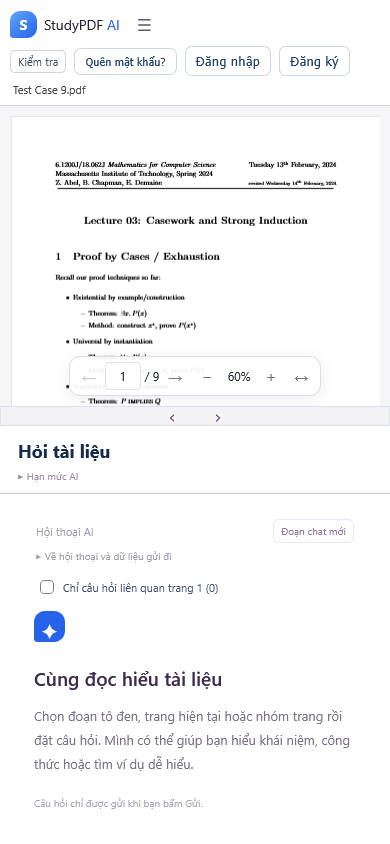 S StudyPDF AI ☰
Kiểm tra Quên mật khẩu? Đăng nhập Đăng ký
Test Case 9.pdf
6.1200J/18.062J Mathematics for Computer Science Tuesday 13th February, 2024
Massachusetts Institute of Technology, Spring 2024
Z. Abel, B. Chapman, E. Demaine revised Wednesday 14th February, 2024
Lecture 03: Casework and Strong Induction
1 Proof by Cases / Exhaustion
Recall our proof techniques so far:
• Existential by example/construction
– Theorem: ∃x. P(x)
– Method: construct x*, prove P(x*)
• Universal by instantiation
← 1 / 9 → − 60% + ↔
– Theorem: P IMPLIES Q
‹ ›
Hỏi tài liệu
▸ Hạn mức AI
Hội thoại AI Đoạn chat mới
▸ Về hội thoại và dữ liệu gửi đi
Chỉ câu hỏi liên quan trang 1 (0)
Cùng đọc hiểu tài liệu
Chọn đoạn tô đen, trang hiện tại hoặc nhóm trang rồi
đặt câu hỏi. Mình có thể giúp bạn hiểu khái niệm, công
thức hoặc tìm ví dụ dễ hiểu.
Câu hỏi chỉ được gửi khi bạn bấm Gửi.